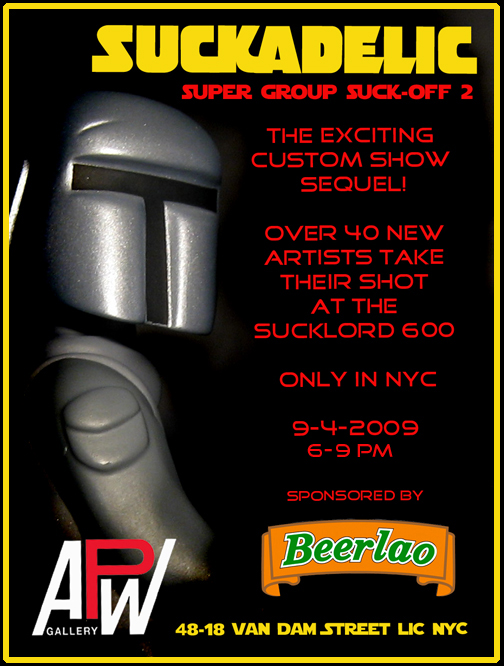 SUCKADELIC
SUPER GROUP SUCK-OFF 2
THE EXCITING
CUSTOM SHOW
SEQUEL!
OVER 40 NEW
ARTISTS TAKE
THEIR SHOT
AT THE
SUCKLORD 600
ONLY IN NYC
9-4-2009
6-9 PM
SPONSORED BY
Beerlao
APW
GALLERY
48-18 VAN DAM STREET LIC NYC